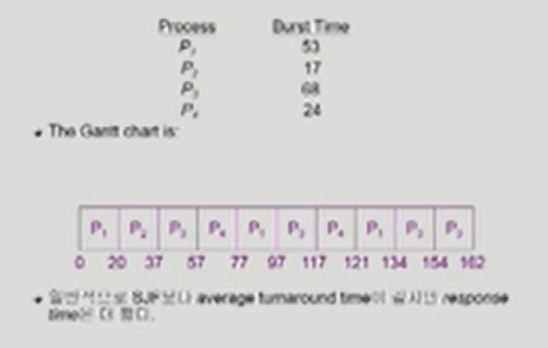 Process Burst Time
P₁ 53
P₂ 17
P₃ 68
P₄ 24
The Gantt chart is:
P₁ P₂ P₃ P₄ P₁ P₃ P₄ P₁ P₃ P₃
0 20 37 57 77 97 117 121 134 154 162
일반적으로 SJF보다 average turnaround time이 길지만 response
time은 더 짧다.